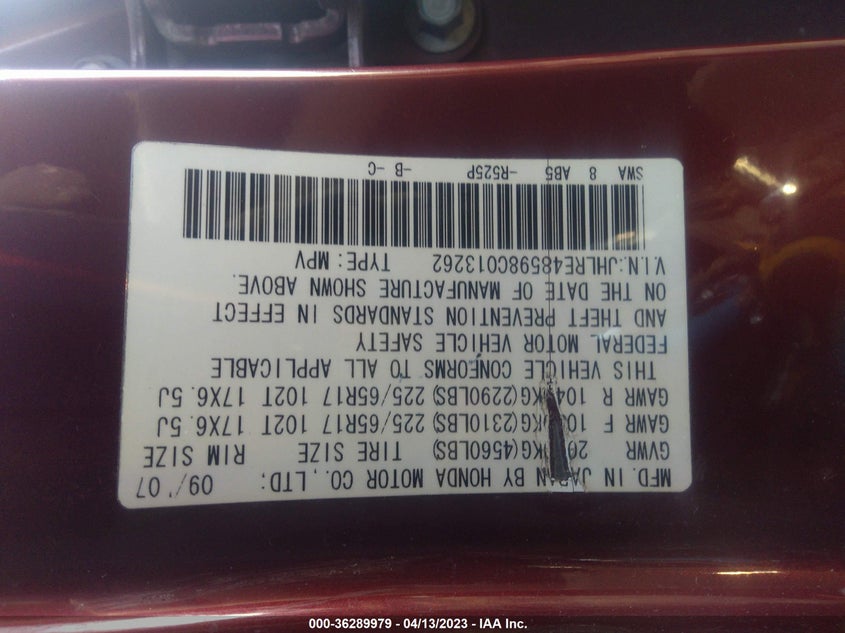 MFD. IN JAPAN BY HONDA MOTOR CO., LTD: 09/'07
GVWR KG(4560LBS) TIRE SIZE RIM SIZE
GAWR F KG(2310LBS) 225/65R17 102T 17X6.5J
GAWR R KG(2290LBS) 225/65R17 102T 17X6.5J
THIS VEHICLE CONFORMS TO ALL APPLICABLE
FEDERAL MOTOR VEHICLE SAFETY
AND THEFT PREVENTION STANDARDS IN EFFECT
ON THE DATE OF MANUFACTURE SHOWN ABOVE.
V.I.N:JHLRE48598C013262 TYPE: MPV
SWA 8 AB5 -R525P -B -C
000-36289979 - 04/13/2023 - IAA Inc.